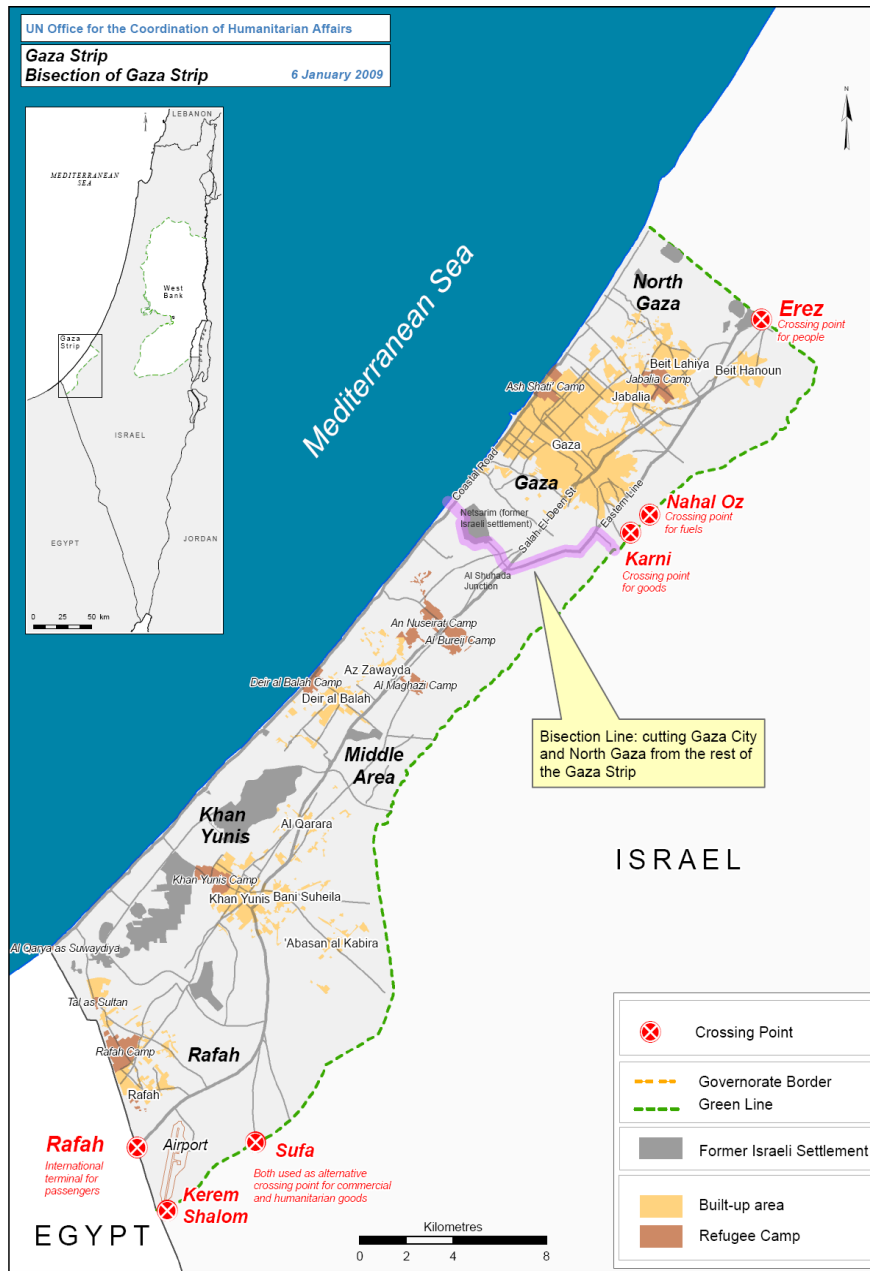 UN Office for the Coordination of Humanitarian Affairs
Gaza Strip
Bisection of Gaza Strip
6 January 2009
LEBANON
MEDITERRANEAN
SEA
West
Bank
Gaza
Strip
ISRAEL
EGYPT
JORDAN
0 25 50 km
N
Mediterranean Sea
North
Gaza
Erez
Crossing point
for people
Beit Lahiya
Beit Hanoun
Jabalia Camp
Ash Shati' Camp
Jabalia
Gaza
Gaza
Coastal Road
Salah El-Deen St
Eastern Line
Netsarim (former
Israeli settlement)
Nahal Oz
Crossing point
for fuels
Karni
Crossing point
for goods
Al Shuhada
Junction
An Nuseirat Camp
Al Bureij Camp
Az Zawayda
Deir al Balah Camp
Al Maghazi Camp
Deir al Balah
Bisection Line: cutting Gaza City
and North Gaza from the rest of
the Gaza Strip
Middle
Area
Khan
Yunis
Al Qarara
ISRAEL
Khan Yunis Camp
Khan Yunis
Bani Suheila
'Abasan al Kabira
Al Qarya as Suwaydiya
Tal as Sultan
Rafah Camp
Rafah
Rafah
Rafah
International
terminal for
passengers
Airport
Sufa
Both used as alternative
crossing point for commercial
and humanitarian goods
Kerem
Shalom
EGYPT
Kilometres
0 2 4 8
Crossing Point
Governorate Border
Green Line
Former Israeli Settlement
Built-up area
Refugee Camp